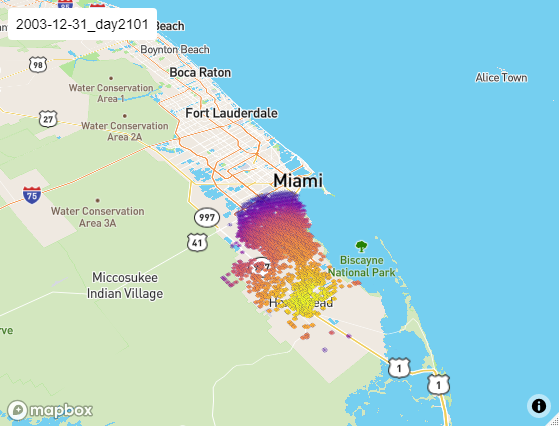 2003-12-31_day2101
95
Beach
Boynton Beach
98
Boca Raton
Alice Town
Water Conservation
Area 1
27
Fort Lauderdale
Water Conservation
Area 2A
Miami
75
Water Conservation
Area 3A
997
41
Biscayne
National Park
Miccosukee
Indian Village
1
1
mapbox
i